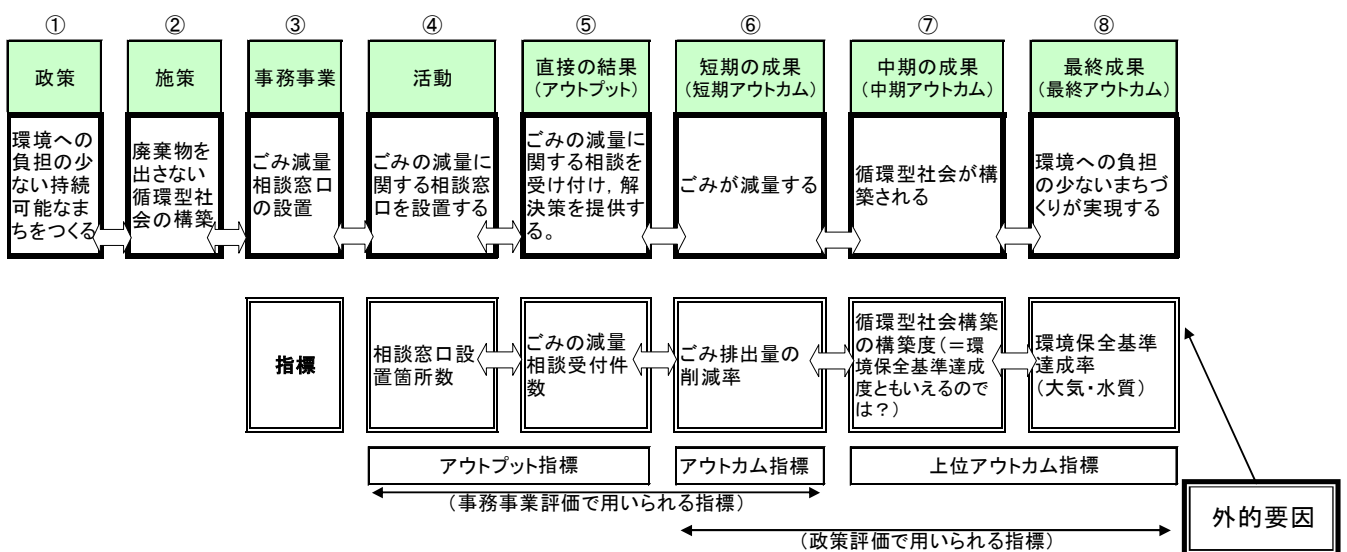 ① ② ③ ④ ⑤ ⑥ ⑦ ⑧
政策
施策
事務事業
活動
直接の結果
（アウトプット）
短期の成果
（短期アウトカム）
中期の成果
（中期アウトカム）
最終成果
（最終アウトカム）
環境への
負担の少
ない持続
可能なま
ちをつくる
廃棄物を
出さない
循環型社
会の構築
ごみ減量
相談窓口
の設置
ごみの減量に
関する相談窓
口を設置する
ごみの減量に
関する相談を
受け付け，解
決策を提供す
る。
ごみが減量する
循環型社会が構
築される
環境への負担
の少ないまちづ
くりが実現する
指標
相談窓口設
置箇所数
ごみの減量
相談受付件
数
ごみ排出量の
削減率
循環型社会構築
の構築度（＝環
境保全基準達成
度ともいえるので
は？）
環境保全基準
達成率
（大気・水質）
アウトプット指標
アウトカム指標
上位アウトカム指標
（事務事業評価で用いられる指標）
（政策評価で用いられる指標）
外的要因